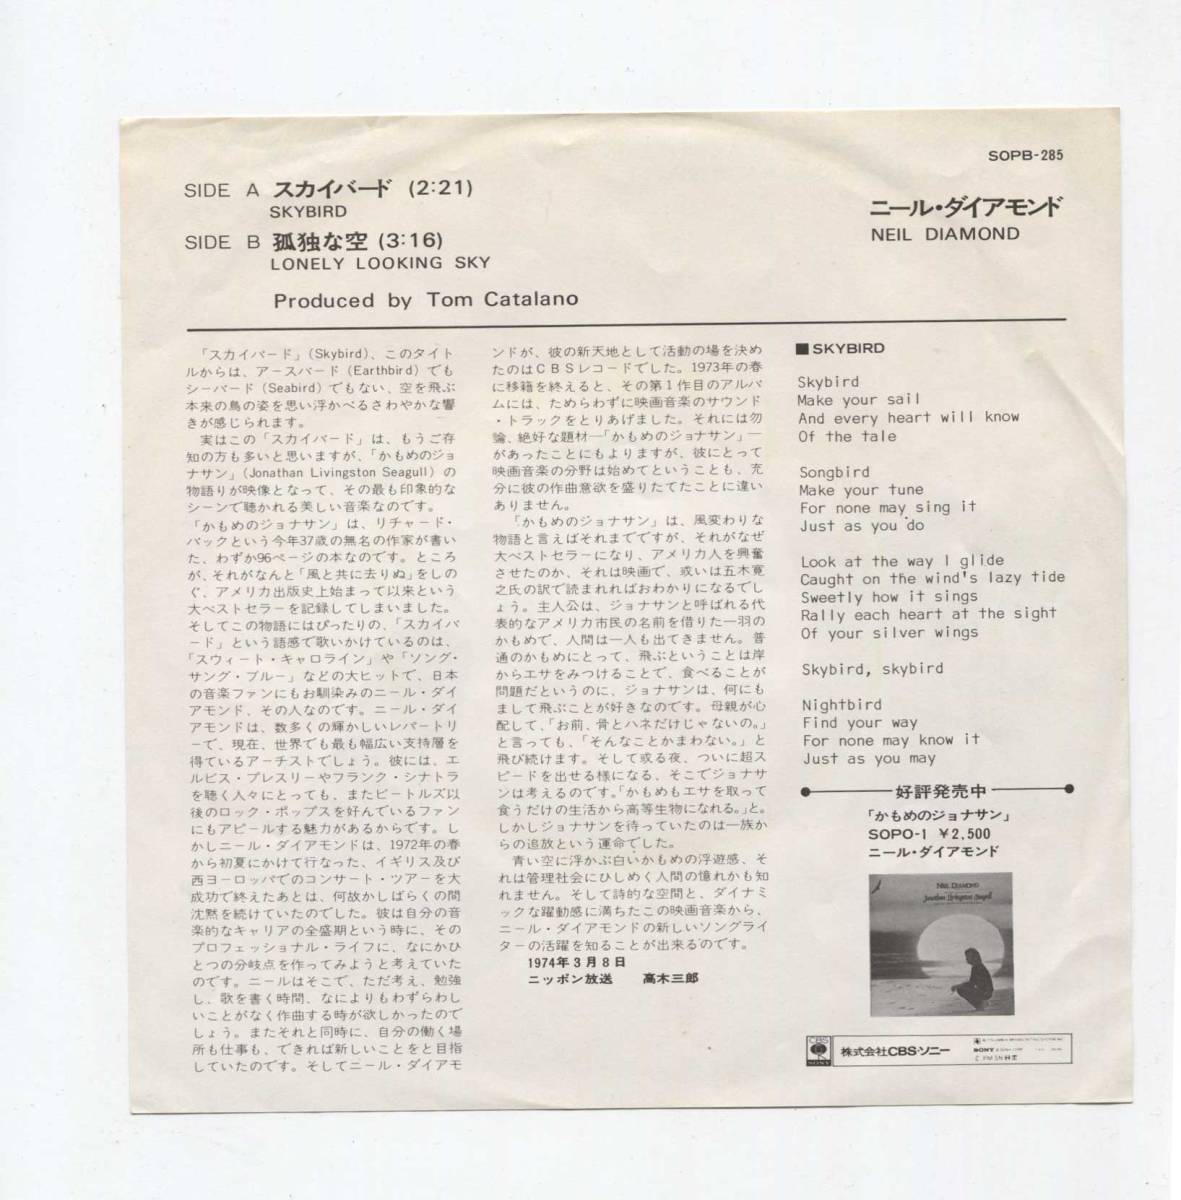 SOPB-285
SIDE A スカイバード (2:21)
SKYBIRD
SIDE B 孤独な空 (3:16)
LONELY LOOKING SKY
ニール・ダイアモンド
NEIL DIAMOND
Produced by Tom Catalano
「スカイバード」(Skybird)、このタイト
ルからは、アースバード (Earthbird) でも
シーバード (Seabird) でもない、空を飛ぶ
本来の鳥の姿を思い浮かべるさわやかな響
きが感じられます。
実はこの「スカイバード」は、もうご存
知の方も多いと思いますが、「かもめのジョ
ナサン」(Jonathan Livingston Seagull) の
物語りが映像となって、その最も印象的な
シーンで聴かれる美しい音楽なのです。
「かもめのジョナサン」は、リチャード・
バックという今年37歳の無名の作家が書い
た、わずか96ページの本なのです。ところ
が、それがなんと「風と共に去りぬ」をしの
ぐ、アメリカ出版史上始まって以来という
大ベストセラーを記録してしまいました。
そしてこの物語にはぴったりの、「スカイバ
ード」という語感で歌いかけているのは、
「スウィート・キャロライン」や「ソング・
サング・ブルー」などの大ヒットで、日本
の音楽ファンにもお馴染みのニール・ダイ
アモンド、その人なのです。ニール・ダイ
アモンドは、数多くの輝かしいレパートリ
ーで、現在、世界でも最も幅広い支持層を
得ているアーチストでしょう。彼には、エ
ルビス・プレスリーやフランク・シナトラ
を聴く人々にとっても、またビートルズ以
後のロック・ポップスを好んでいるファン
にもアピールする魅力があるからです。し
かしニール・ダイアモンドは、1972年の春
から初夏にかけて行なった、イギリス及び
西ヨーロッパでのコンサート・ツアーを大
成功で終えたあとは、何故かしばらくの間
沈黙を続けていたのでした。彼は自分の音
楽的なキャリアの全盛期という時に、その
プロフェッショナル・ライフに、なにかひ
とつの分岐点を作ってみようと考えていた
のです。ニールはそこで、ただ考え、勉強
し、歌を書く時間、なによりもわずらわし
いことがなく作曲する時が欲しかったので
しょう。またそれと同時に、自分の働く場
所も仕事も、できれば新しいことをと目指
していたのです。そしてニール・ダイアモ
ンドが、彼の新天地として活動の場を決め
たのはCBSレコードでした。1973年の春
に移籍を終えると、その第1作目のアルバ
ムには、ためらわずに映画音楽のサウンド
・トラックをとりあげました。それには勿
論、絶好な題材―「かもめのジョナサン」―
があったことにもよりますが、彼にとって
映画音楽の分野は始めてということも、充
分に彼の作曲意欲を盛りたてたことに違い
ありません。
「かもめのジョナサン」は、風変わりな
物語と言えばそれまでですが、それがなぜ
大ベストセラーになり、アメリカ人を興奮
させたのか、それは映画で、或いは五木寛
之氏の訳で読まれればおわかりになるでし
ょう。主人公は、ジョナサンと呼ばれる代
表的なアメリカ市民の名前を借りた一羽の
かもめで、人間は一人も出てきません。普
通のかもめにとって、飛ぶということは岸
からエサをみつけることで、食べることが
問題だというのに、ジョナサンは、何にも
まして飛ぶことが好きなのです。母親が心
配して、「お前、骨とハネだけじゃないの。」
と言っても、「そんなことかまわない。」と
飛び続けます。そして或る夜、ついに超ス
ピードを出せる様になる、そこでジョナサ
ンは考えるのです。「かもめもエサを取って
食うだけの生活から高等生物になれる。」と。
しかしジョナサンを待っていたのは一族か
らの追放という運命でした。
青い空に浮かぶ白いかもめの浮遊感、そ
れは管理社会にひしめく人間の憧れかも知
れません。そして詩的な空間と、ダイナミ
ックな躍動感に満ちたこの映画音楽から、
ニール・ダイアモンドの新しいソングライ
ターの活躍を知ることが出来るのです。
1974年3月8日
ニッポン放送　高木三郎
■SKYBIRD
Skybird
Make your sail
And every heart will know
Of the tale
Songbird
Make your tune
For none may sing it
Just as you do
Look at the way I glide
Caught on the wind's lazy tide
Sweetly how it sings
Rally each heart at the sight
Of your silver wings
Skybird, skybird
Nightbird
Find your way
For none may know it
Just as you may
好評発売中
「かもめのジョナサン」
SOPO-1 ¥2,500
ニール・ダイアモンド
NEIL DIAMOND
Jonathan Livingston Seagull
CBS
SONY
株式会社CBS・ソニー
SONY